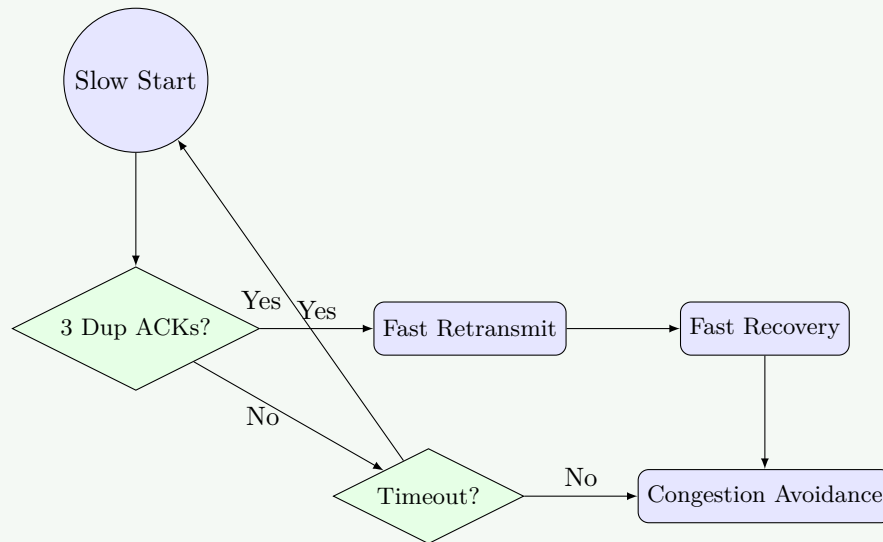 Slow Start
Yes
Yes
3 Dup ACKs?
Fast Retransmit
Fast Recovery
No
Timeout?
No
Congestion Avoidance